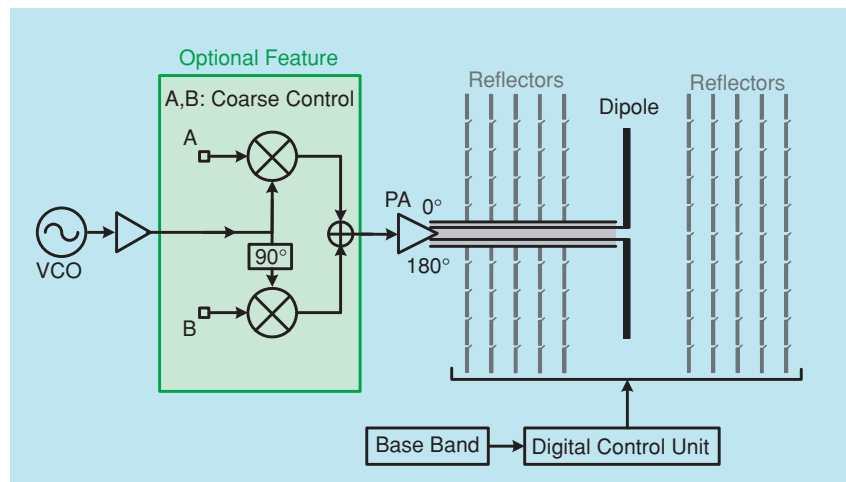 Optional Feature
A,B: Coarse Control
A
90°
B
VCO
PA
0°
180°
Reflectors
Dipole
Reflectors
Base Band
Digital Control Unit